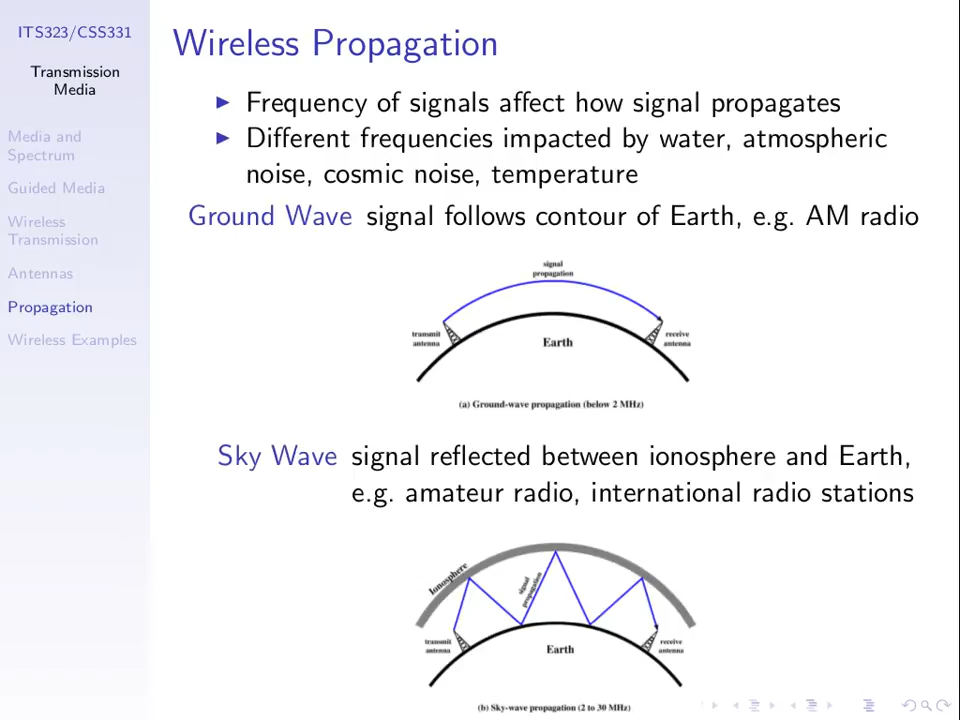 ITS323/CSS331
Transmission
Media
Media and
Spectrum
Guided Media
Wireless
Transmission
Antennas
Propagation
Wireless Examples
Wireless Propagation
Frequency of signals affect how signal propagates
Different frequencies impacted by water, atmospheric
noise, cosmic noise, temperature
Ground Wave signal follows contour of Earth, e.g. AM radio
signal
propagation
transmit
antenna
Earth
receive
antenna
(a) Ground-wave propagation (below 2 MHz)
Sky Wave signal reflected between ionosphere and Earth,
e.g. amateur radio, international radio stations
Ionosphere
signal
propagation
transmit
antenna
Earth
receive
antenna
(b) Sky-wave propagation (2 to 30 MHz)